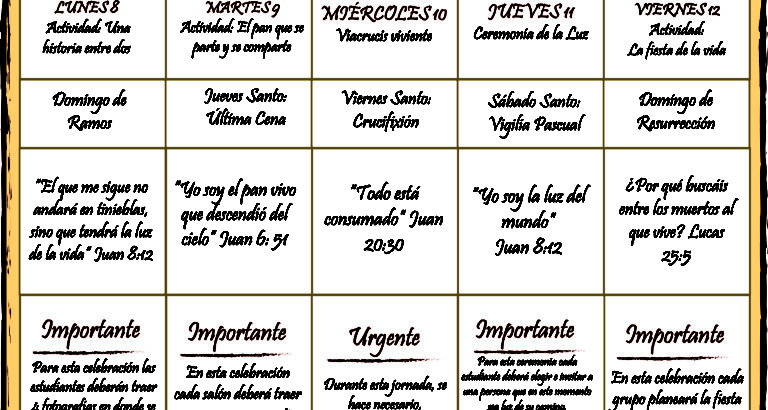 LUNES 8
Actividad: Una
historia entre dos
MARTES 9
Actividad: El pan que se
parte y se comparte
MIÉRCOLES 10
Viacrucis viviente
JUEVES 11
Ceremonia de la Luz
VIERNES 12
Actividad:
La fiesta de la vida
Domingo de
Ramos
Jueves Santo:
Última Cena
Viernes Santo:
Crucifixión
Sábado Santo:
Vigilia Pascual
Domingo de
Resurrección
"El que me sigue no
andará en tinieblas,
sino que tendrá la luz
de la vida" Juan 8:12
"Yo soy el pan vivo
que descendió del
cielo" Juan 6: 51
"Todo está
consumado" Juan
20:30
"Yo soy la luz del
mundo"
Juan 8:12
¿Por qué buscáis
entre los muertos al
que vive? Lucas
25:5
Importante
Para esta celebración las
estudiantes deberán traer
4 fotografías en donde se
Importante
En esta celebración
cada salón deberá traer
Urgente
Durante esta jornada, se
hace necesario,
Importante
Para esta ceremonia cada
estudiante deberá elegir e invitar a
una persona que en este momento
sea luz de su camino.
Importante
En esta celebración cada
grupo planeará la fiesta